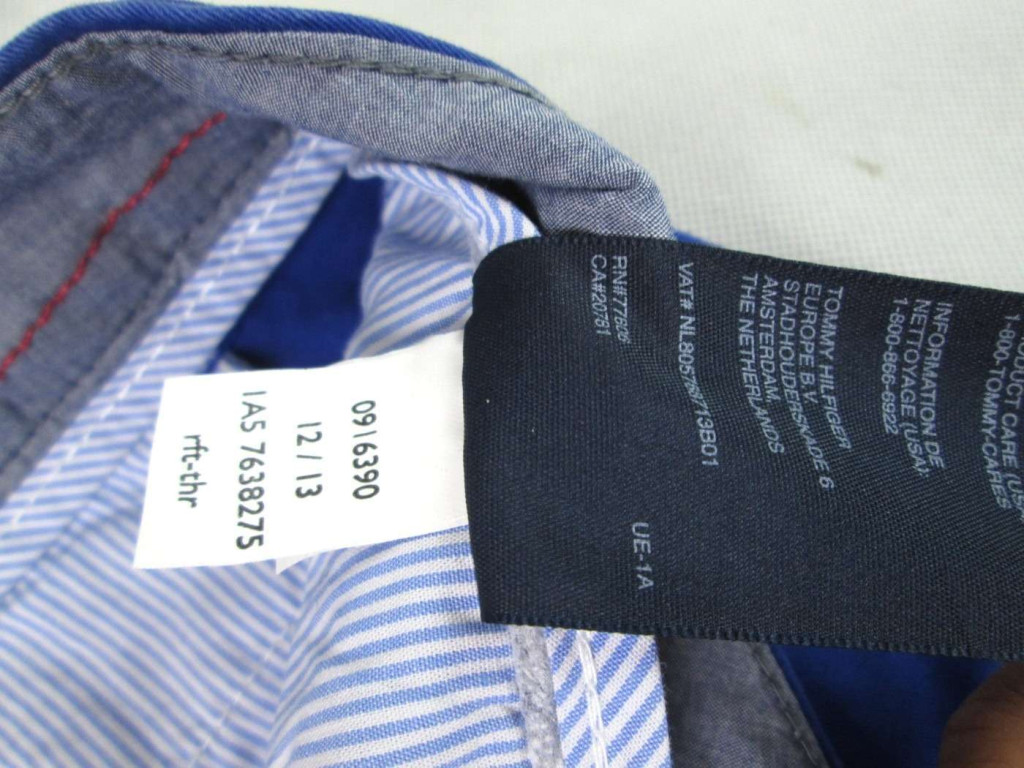 1-800-TOMMY-CARES
INFORMATION DE
NETTOYAGE (USA)
1-800-866-6922
TOMMY HILFIGER
EUROPE B.V.
STADHOUDERSKADE 6
AMSTERDAM,
THE NETHERLANDS
CA#20781
UE-1A
0916390
12 / 13
1A5 7638275
rft-thr